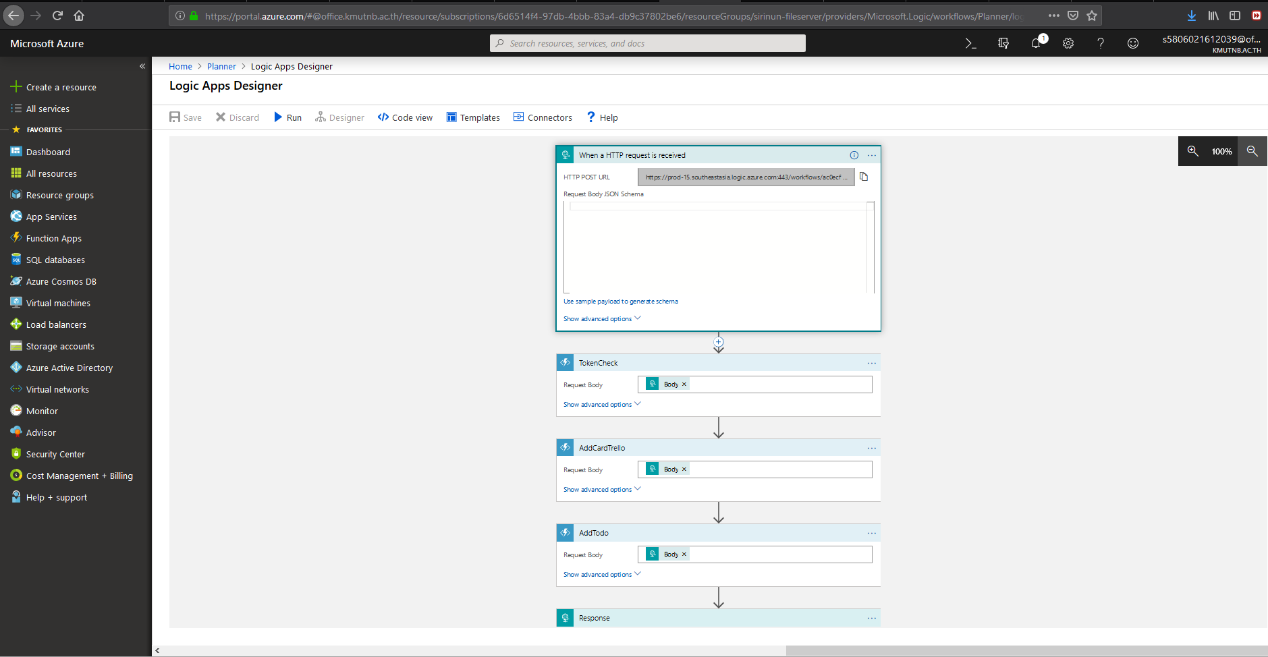 https://portal.azure.com/#@office.kmutnb.ac.th/resource/subscriptions/6d6514f4-97db-4bbb-83a4-db9c37802be6/resourceGroups/sirinun-fileserver/providers/Microsoft.Logic/workflows/Planner/
Microsoft Azure
Search resources, services, and docs
1
s5806021612039@of...
KMUTNB.AC.TH
Create a resource
All services
FAVORITES
Dashboard
All resources
Resource groups
App Services
Function Apps
SQL databases
Azure Cosmos DB
Virtual machines
Load balancers
Storage accounts
Azure Active Directory
Virtual networks
Monitor
Advisor
Security Center
Cost Management + Billing
Help + support
Home > Planner > Logic Apps Designer
Logic Apps Designer
Save Discard Run Designer Code view Templates Connectors ? Help
100%
When a HTTP request is received
HTTP POST URL https://prod-15.southeastasia.logic.azure.com:443/workflows/ac0ecf...
Request Body JSON Schema
Use sample payload to generate schema
Show advanced options
TokenCheck
Request Body Body ×
Show advanced options
AddCardTrello
Request Body Body ×
Show advanced options
AddTodo
Request Body Body ×
Show advanced options
Response